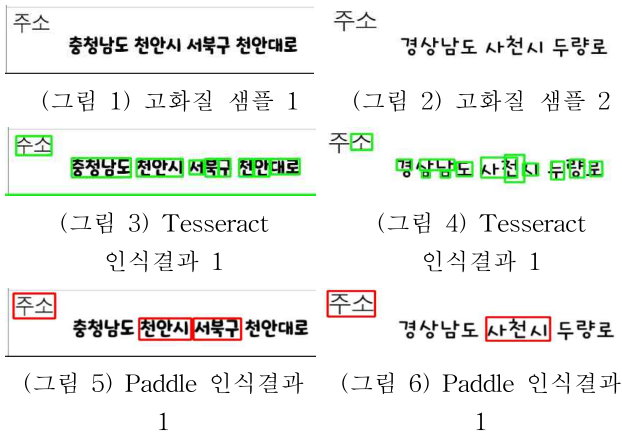 주소
충청남도 천안시 서북구 천안대로
(그림 1) 고화질 샘플 1
주소
경상남도 사천시 두량로
(그림 2) 고화질 샘플 2
주소
충청남도 천안시 서북구 천안대로
(그림 3) Tesseract
인식결과 1
주소
경상남도 사천시 두량로
(그림 4) Tesseract
인식결과 1
주소
충청남도 천안시 서북구 천안대로
(그림 5) Paddle 인식결과
1
주소
경상남도 사천시 두량로
(그림 6) Paddle 인식결과
1